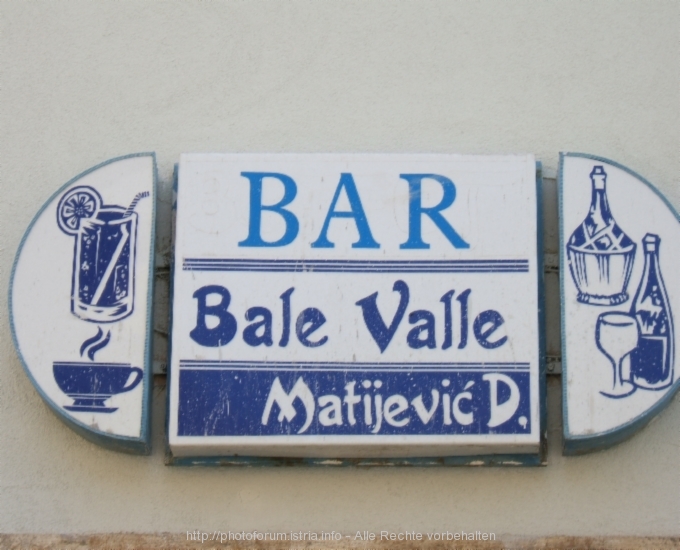 BAR
Bale Valle
Matijević D.
http://photoforum.istria.info - Alle Rechte vorbehalten